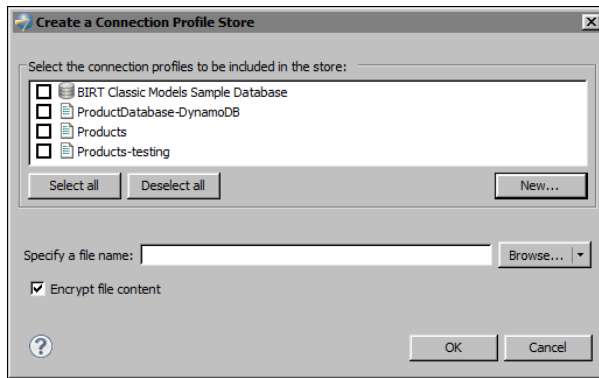 Create a Connection Profile Store
Select the connection profiles to be included in the store:
BIRT Classic Models Sample Database
ProductDatabase-DynamoDB
Products
Products-testing
Select all Deselect all New...
Specify a file name: Browse...
Encrypt file content
? OK Cancel